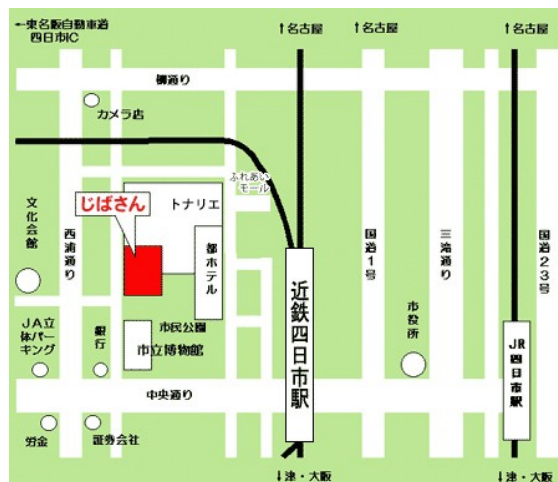 ←東名阪自動車道
四日市IC
↑名古屋
↑名古屋
↑名古屋
柳通り
カメラ店
ふれあい
モール
じばさん
トナリエ
文化会館
西浦通り
都ホテル
国道1号
三滝通り
国道23号
近鉄四日市駅
市民公園
市立博物館
JA立
体パー
キング
銀行
市役所
JR四日市駅
中央通り
労金
証券会社
↓津・大阪
↓津・大阪